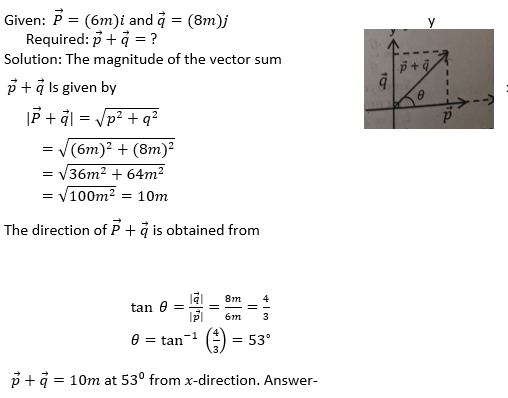 Given: P⃗ = (6m)i and q⃗ = (8m)j
y
Required: p⃗ + q⃗ = ?
Solution: The magnitude of the vector sum
p⃗ + q⃗ Is given by
|P⃗ + q⃗| = √(p² + q²)
= √((6m)² + (8m)²)
= √(36m² + 64m²)
= √(100m²) = 10m
q⃗
p⃗ + q⃗
θ
p⃗
The direction of P⃗ + q⃗ is obtained from
tan θ = |q⃗|/|p⃗| = 8m/6m = 4/3
θ = tan⁻¹ (4/3) = 53°
p⃗ + q⃗ = 10m at 53⁰ from x-direction. Answer-